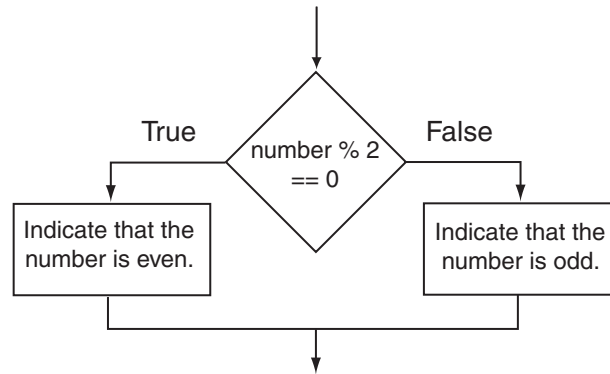 True
False
number % 2
== 0
Indicate that the
number is even.
Indicate that the
number is odd.